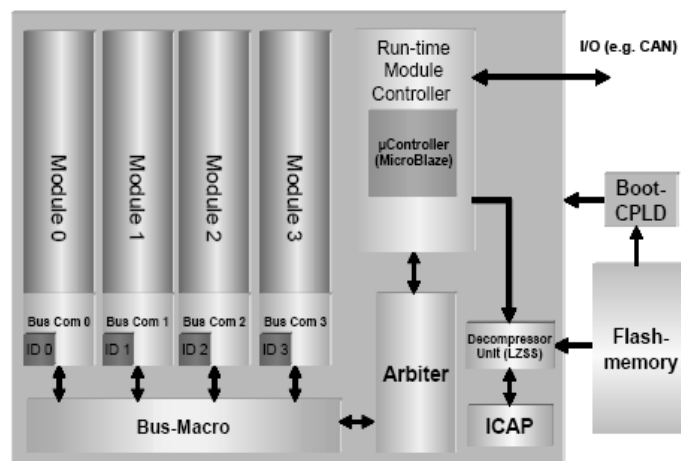 Module 0
Module 1
Module 2
Module 3
Run-time
Module
Controller
µController
(MicroBlaze)
I/O (e.g. CAN)
Boot-
CPLD
Bus Com 0
Bus Com 1
Bus Com 2
Bus Com 3
ID 0
ID 1
ID 2
ID 3
Bus-Macro
Arbiter
Decompressor
Unit (LZSS)
ICAP
Flash-
memory